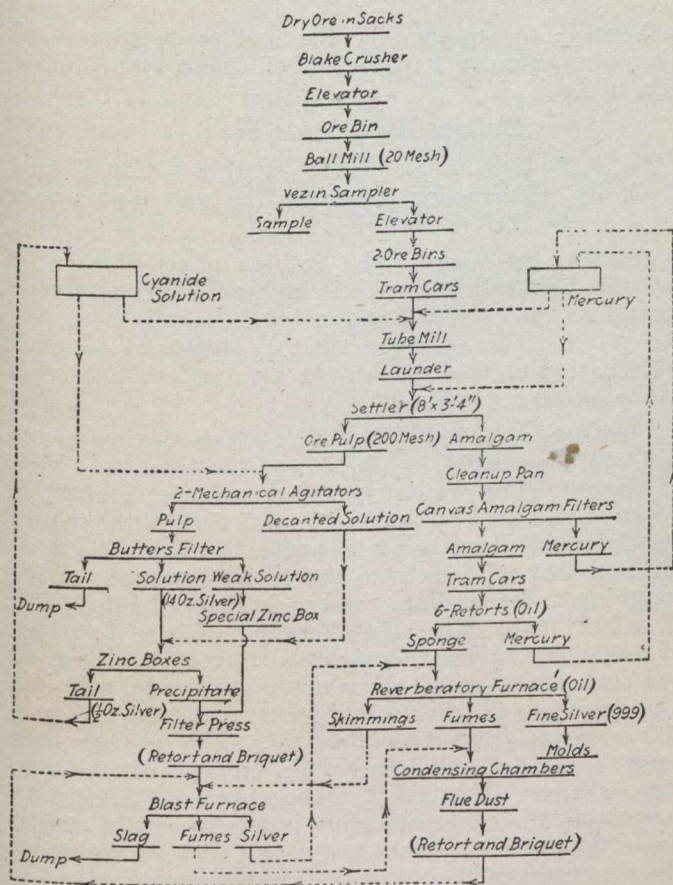 Dry Ore in Sacks
Blake Crusher
Elevator
Ore Bin
Ball Mill (20 Mesh)
Vezin Sampler
Sample
Elevator
2-Ore Bins
Cyanide
Solution
Tram Cars
Mercury
Tube Mill
Launder
Settler (8'x3'-4")
Ore Pulp (200 Mesh)
Amalgam
Cleanup Pan
2-Mechanical Agitators
Canvas Amalgam Filters
Pulp
Decanted Solution
Butters Filter
Amalgam
Mercury
Tail
Solution
Weak Solution
Tram Cars
Dump
(14 Oz. Silver)
Special Zinc Box
6-Retorts (Oil)
Sponge
Mercury
Zinc Boxes
Tail
Precipitate
Reverberatory Furnace (Oil)
(½ Oz. Silver)
Filter Press
Skimmings
Fumes
Fine Silver (999)
(Retort and Briquet)
Molds
Condensing Chambers
Blast Furnace
Flue Dust
Slag
Fumes
Silver
(Retort and Briquet)
Dump